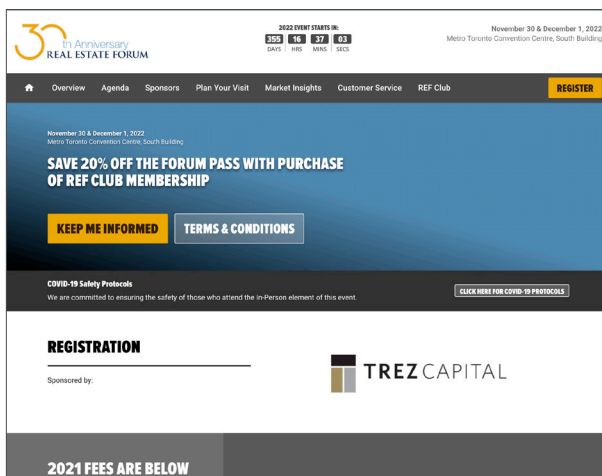 30th Anniversary
REAL ESTATE FORUM
2022 EVENT STARTS IN:
355 16 37 03
DAYS HRS MINS SECS
November 30 & December 1, 2022
Metro Toronto Convention Centre, South Building
Overview Agenda Sponsors Plan Your Visit Market Insights Customer Service REF Club REGISTER
November 30 & December 1, 2022
Metro Toronto Convention Centre, South Building
SAVE 20% OFF THE FORUM PASS WITH PURCHASE
OF REF CLUB MEMBERSHIP
KEEP ME INFORMED TERMS & CONDITIONS
COVID-19 Safety Protocols
We are committed to ensuring the safety of those who attend the In-Person element of this event.
CLICK HERE FOR COVID-19 PROTOCOLS
REGISTRATION
Sponsored by:
TREZ CAPITAL
2021 FEES ARE BELOW